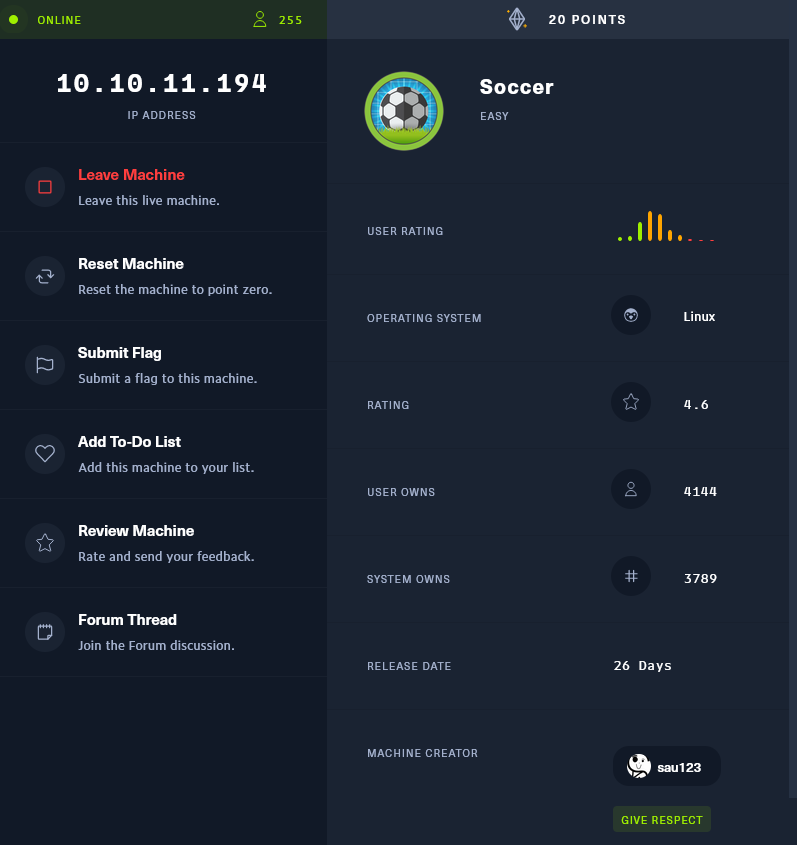 ONLINE
255
10.10.11.194
IP ADDRESS
Leave Machine
Leave this live machine.
Reset Machine
Reset the machine to point zero.
Submit Flag
Submit a flag to this machine.
Add To-Do List
Add this machine to your list.
Review Machine
Rate and send your feedback.
Forum Thread
Join the Forum discussion.
20 POINTS
Soccer
EASY
USER RATING
OPERATING SYSTEM
Linux
RATING
4.6
USER OWNS
4144
SYSTEM OWNS
3789
RELEASE DATE
26 Days
MACHINE CREATOR
sau123
GIVE RESPECT